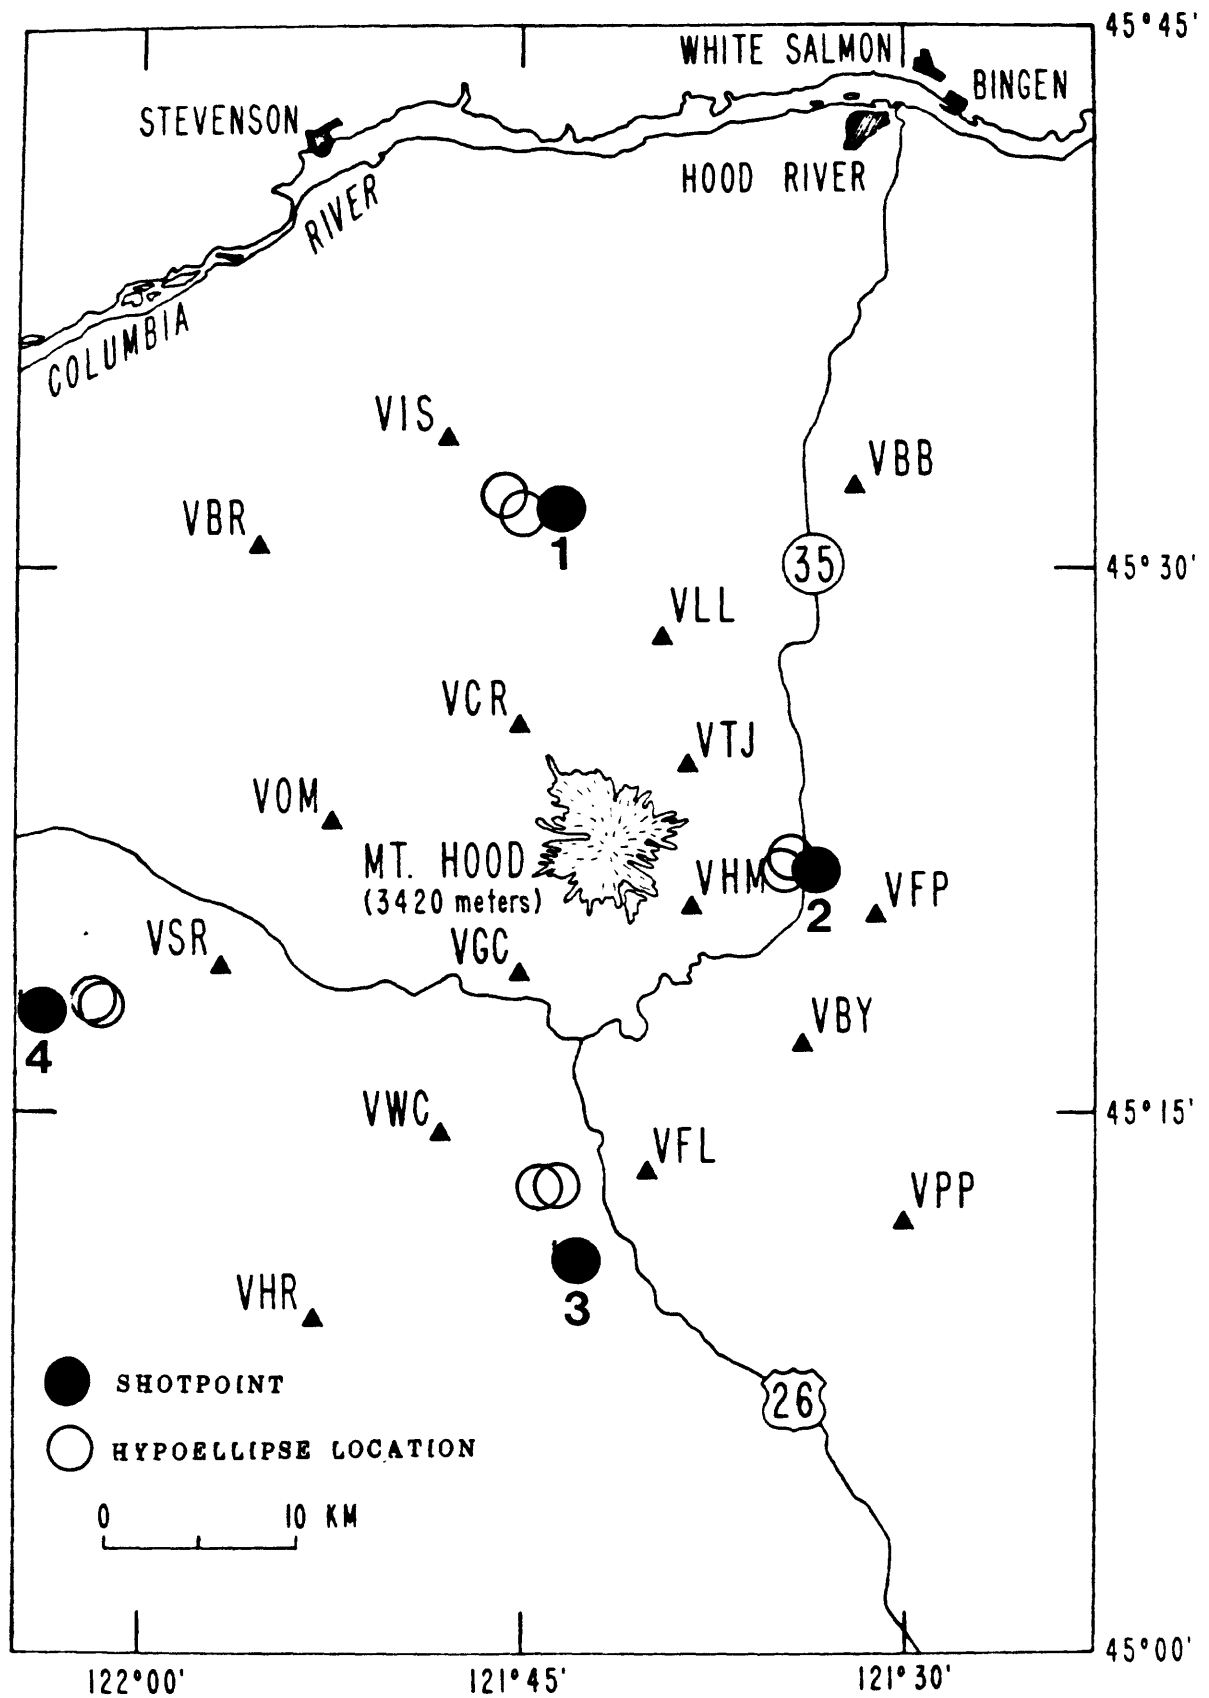 45°45'
WHITE SALMON
BINGEN
STEVENSON
HOOD RIVER
RIVER
COLUMBIA
VIS
VBB
VBR
1
35
45°30'
VLL
VCR
VTJ
VOM
MT. HOOD
(3420 meters)
VHM
VFP
2
VSR
VGC
VBY
4
VWC
45°15'
VFL
VPP
VHR
3
SHOTPOINT
26
HYPOELLIPSE LOCATION
0 10 KM
45°00'
122°00' 121°45' 121°30'